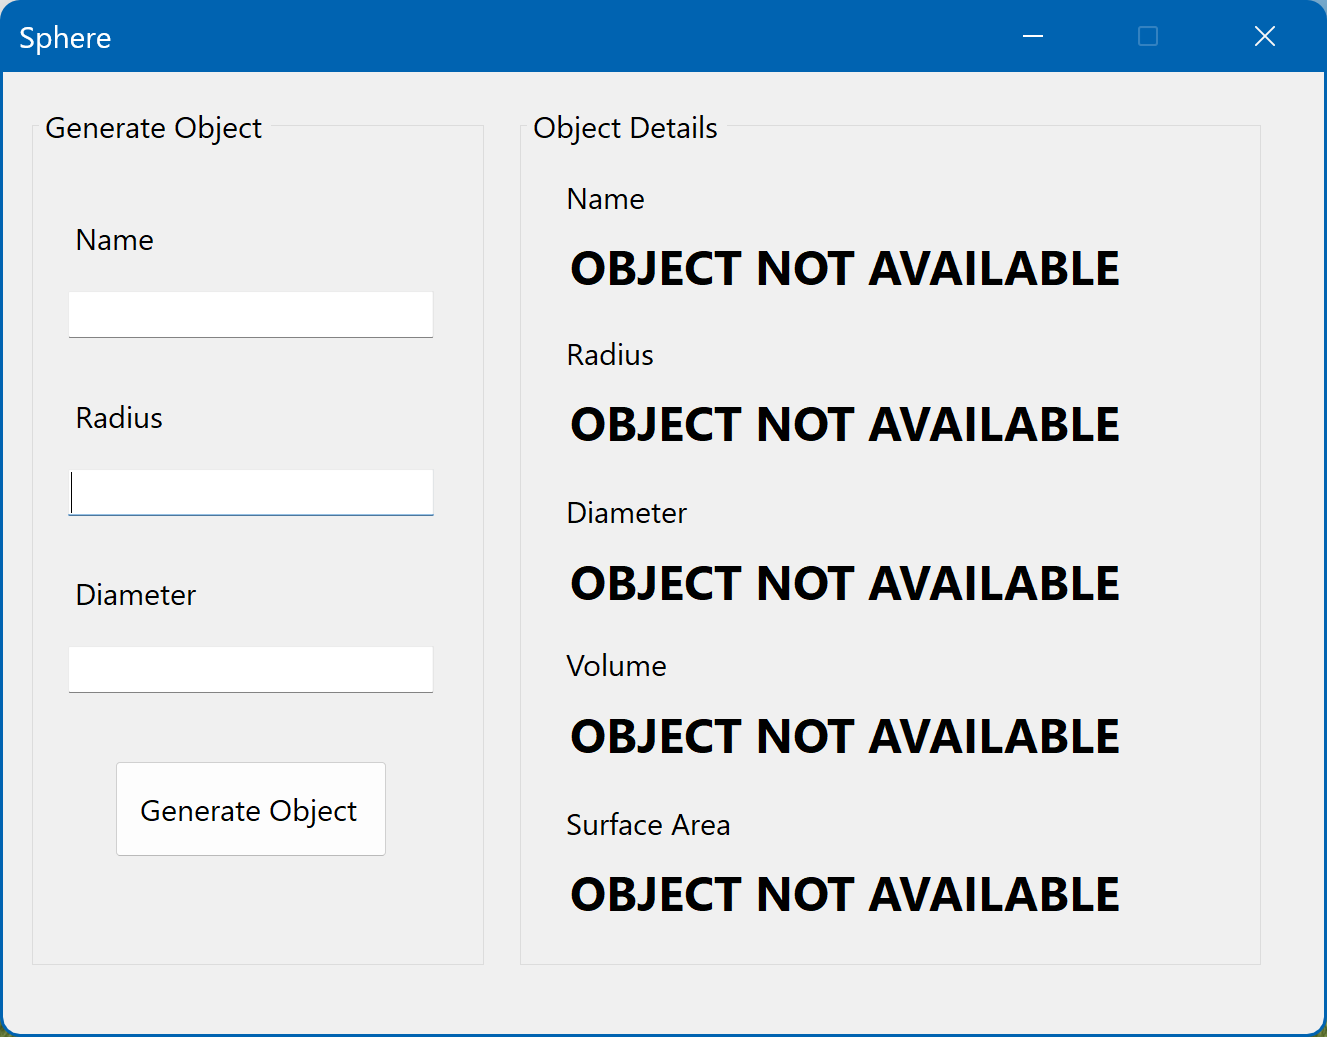 Sphere
Generate Object
Name
Radius
Diameter
Generate Object
Object Details
Name
OBJECT NOT AVAILABLE
Radius
OBJECT NOT AVAILABLE
Diameter
OBJECT NOT AVAILABLE
Volume
OBJECT NOT AVAILABLE
Surface Area
OBJECT NOT AVAILABLE